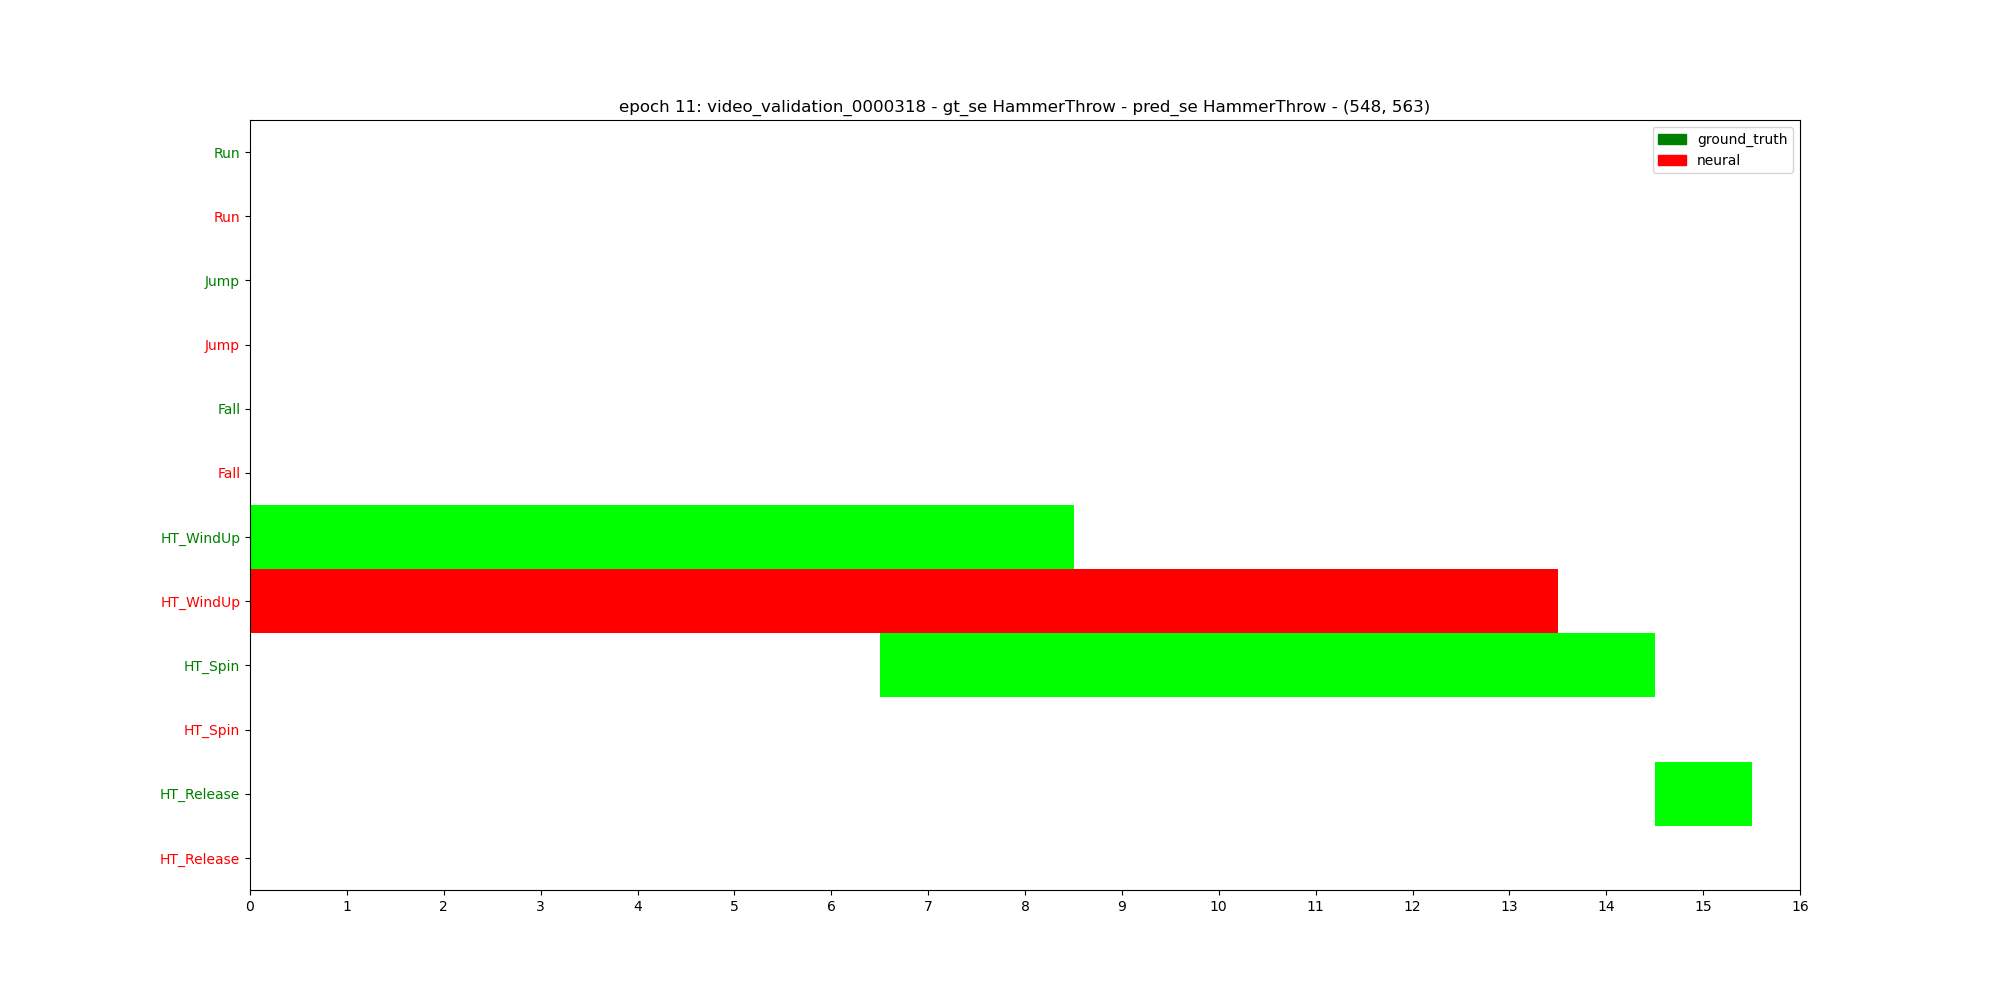 epoch 11: video_validation_0000318 - gt_se HammerThrow - pred_se HammerThrow - (548, 563)
ground_truth
neural
Run
Run
Jump
Jump
Fall
Fall
HT_WindUp
HT_WindUp
HT_Spin
HT_Spin
HT_Release
HT_Release
0 1 2 3 4 5 6 7 8 9 10 11 12 13 14 15 16